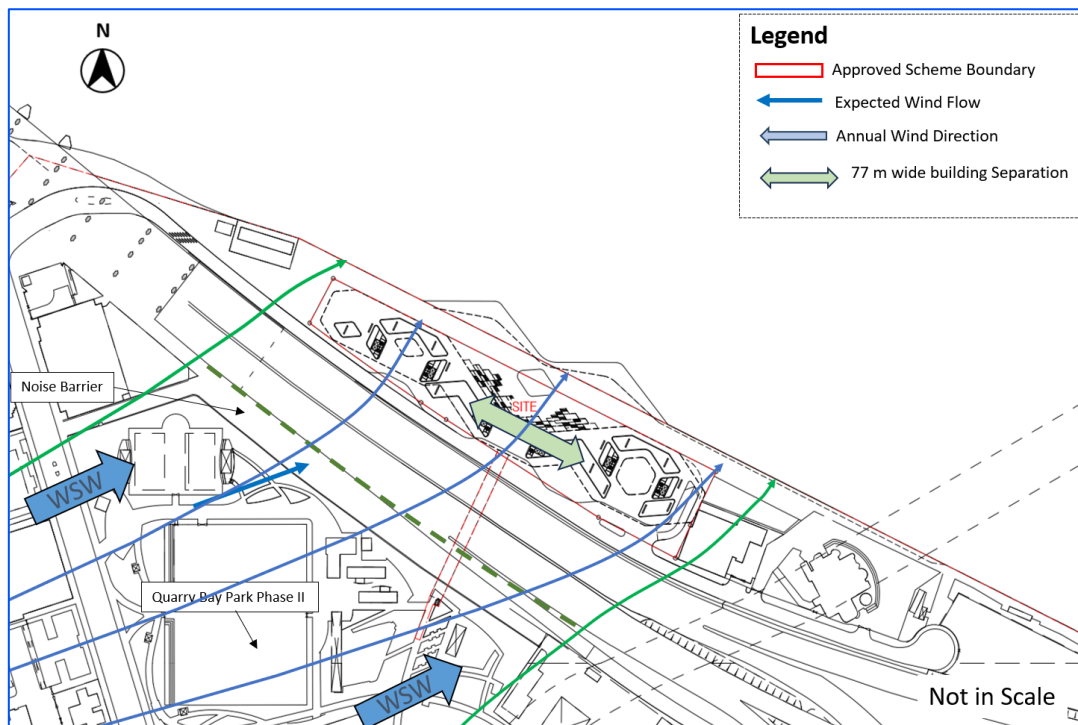 N
Legend
Approved Scheme Boundary
Expected Wind Flow
Annual Wind Direction
77 m wide building Separation
SITE
Noise Barrier
WSW
Quarry Bay Park Phase II
WSW
Not in Scale